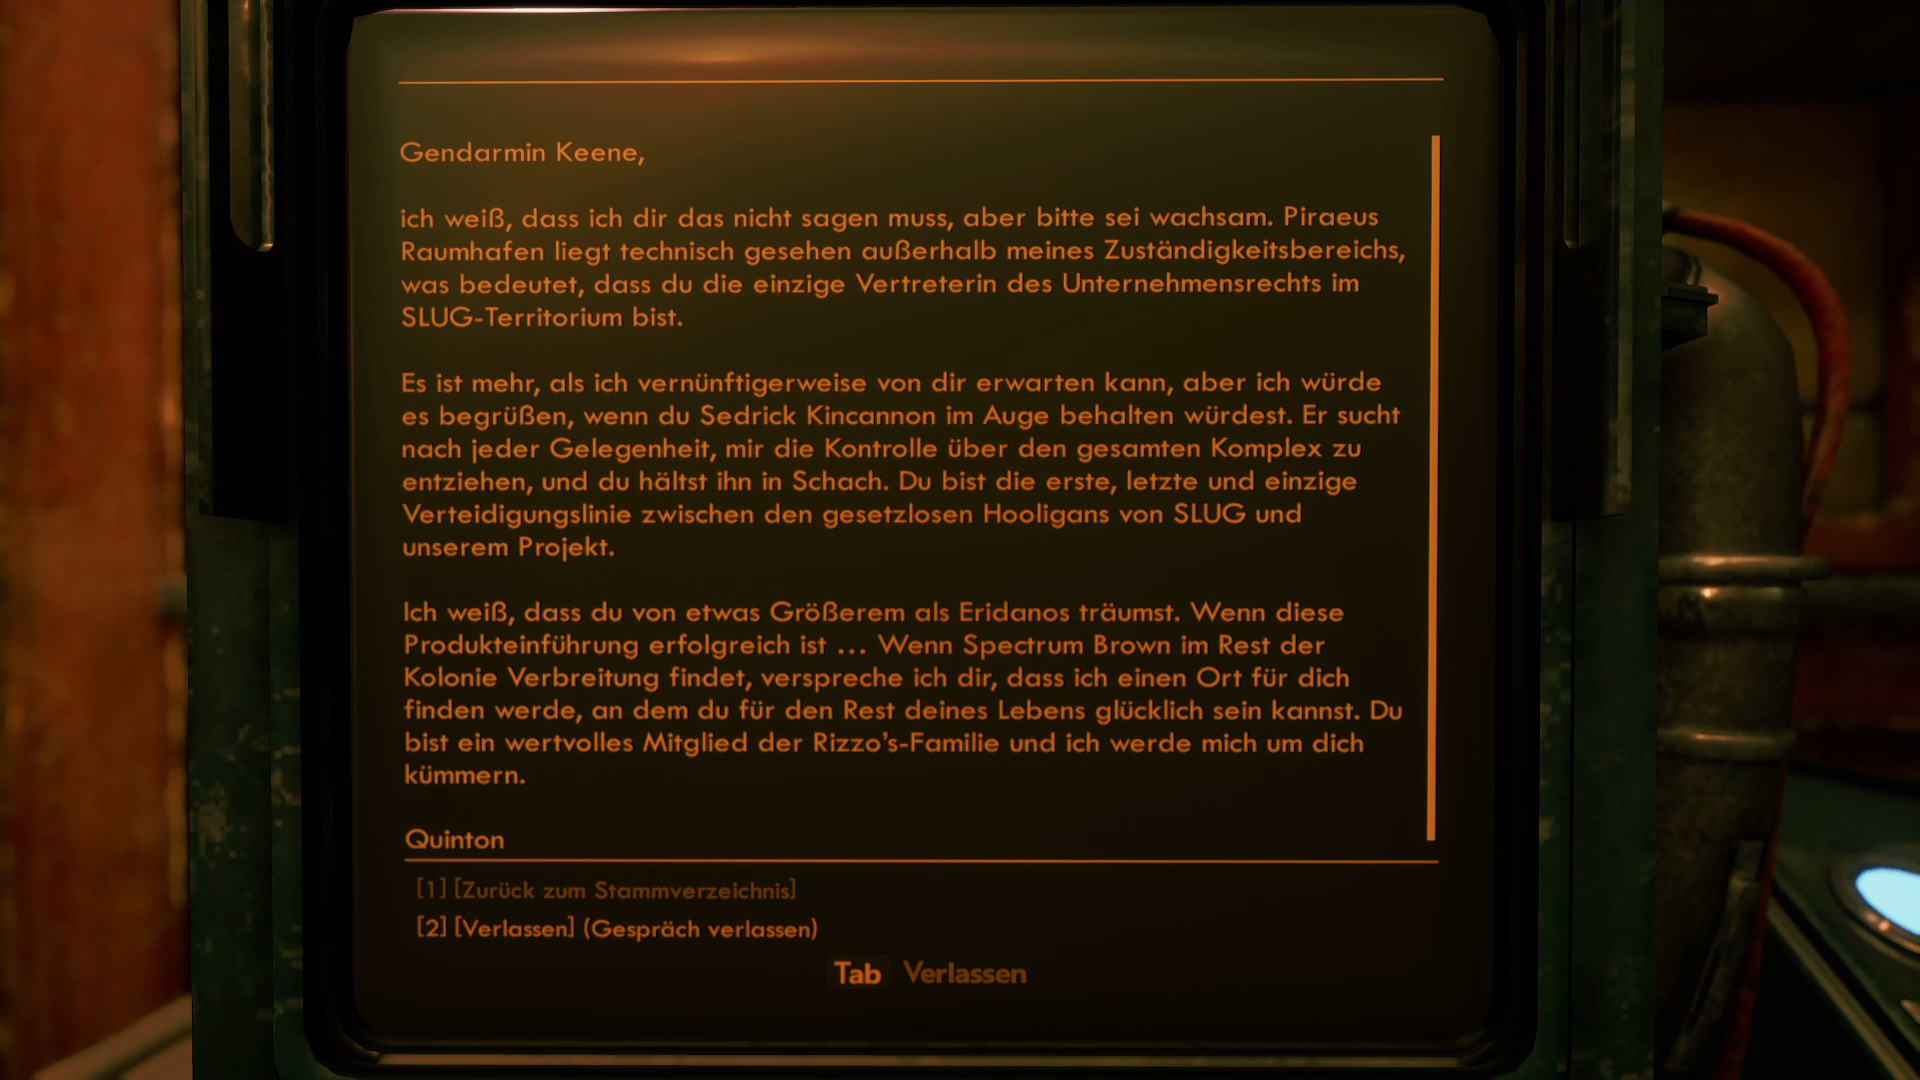 Gendarmin Keene,
ich weiß, dass ich dir das nicht sagen muss, aber bitte sei wachsam. Piraeus
Raumhafen liegt technisch gesehen außerhalb meines Zuständigkeitsbereichs,
was bedeutet, dass du die einzige Vertreterin des Unternehmensrechts im
SLUG-Territorium bist.
Es ist mehr, als ich vernünftigerweise von dir erwarten kann, aber ich würde
es begrüßen, wenn du Sedrick Kincannon im Auge behalten würdest. Er sucht
nach jeder Gelegenheit, mir die Kontrolle über den gesamten Komplex zu
entziehen, und du hältst ihn in Schach. Du bist die erste, letzte und einzige
Verteidigungslinie zwischen den gesetzlosen Hooligans von SLUG und
unserem Projekt.
Ich weiß, dass du von etwas Größerem als Eridanos träumst. Wenn diese
Produkteinführung erfolgreich ist … Wenn Spectrum Brown im Rest der
Kolonie Verbreitung findet, verspreche ich dir, dass ich einen Ort für dich
finden werde, an dem du für den Rest deines Lebens glücklich sein kannst. Du
bist ein wertvolles Mitglied der Rizzo's-Familie und ich werde mich um dich
kümmern.
Quinton
[1] [Zurück zum Stammverzeichnis]
[2] [Verlassen] (Gespräch verlassen)
Tab Verlassen